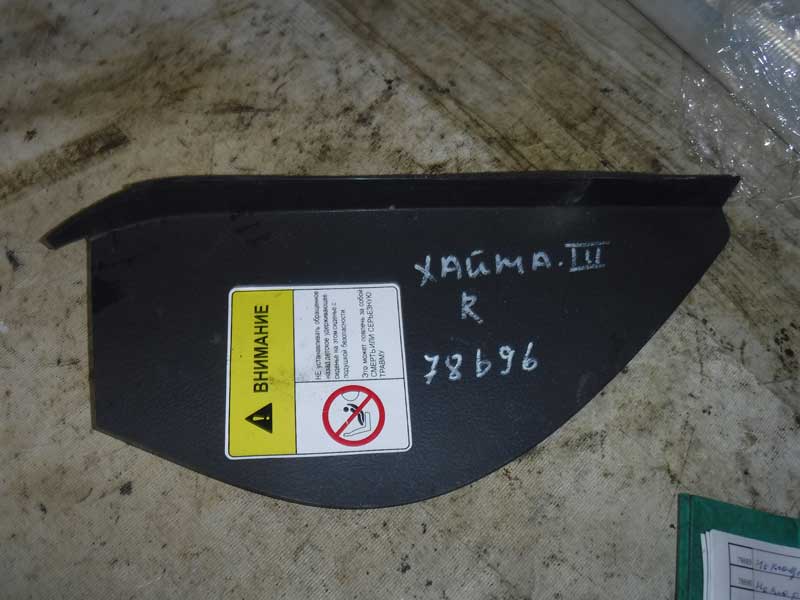 ХАЙМА.III
R
78696
ВНИМАНИЕ
НЕ устанавливать обращенное
назад детское удерживающее
сиденье на этом сиденье с
подушкой безопасности
Это может повлечь за собой
СМЕРТЬ ИЛИ СЕРЬЕЗНУЮ
ТРАВМУ